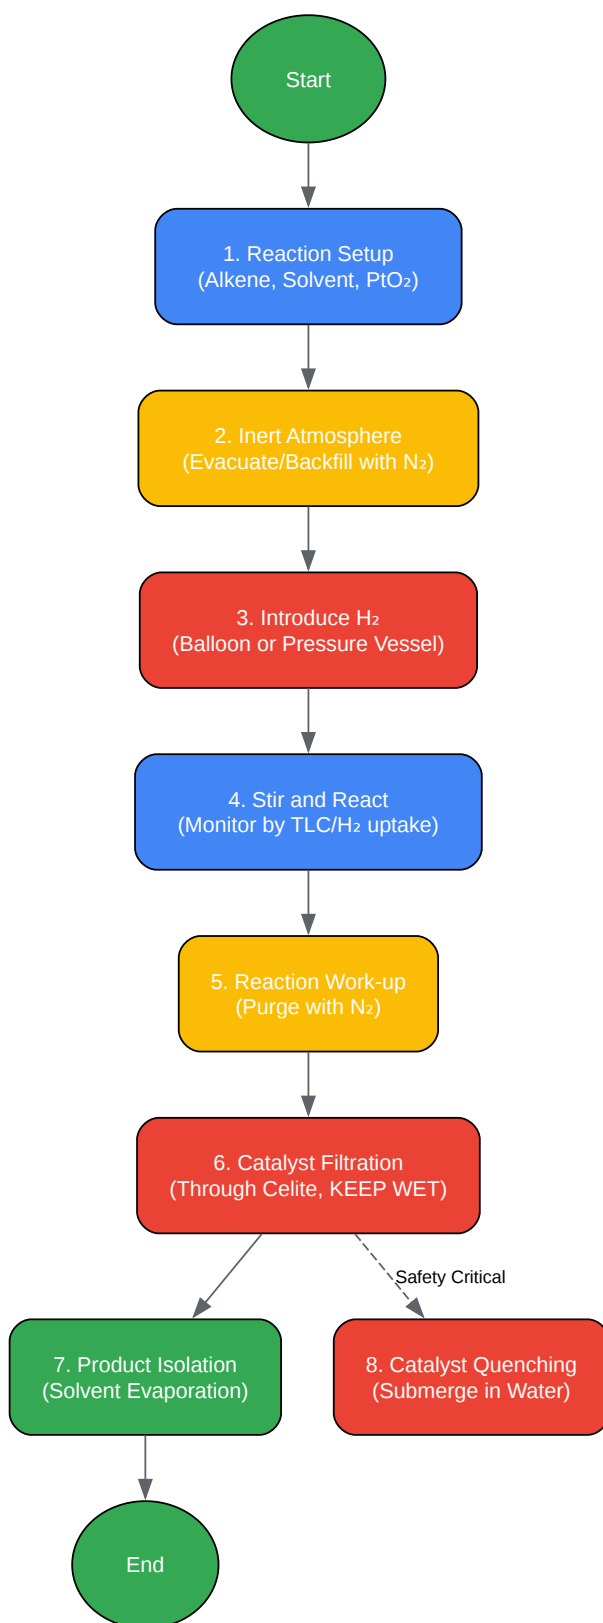 Start
1. Reaction Setup
(Alkene, Solvent, PtO₂)
2. Inert Atmosphere
(Evacuate/Backfill with N₂)
3. Introduce H₂
(Balloon or Pressure Vessel)
4. Stir and React
(Monitor by TLC/H₂ uptake)
5. Reaction Work-up
(Purge with N₂)
6. Catalyst Filtration
(Through Celite, KEEP WET)
Safety Critical
7. Product Isolation
(Solvent Evaporation)
8. Catalyst Quenching
(Submerge in Water)
End